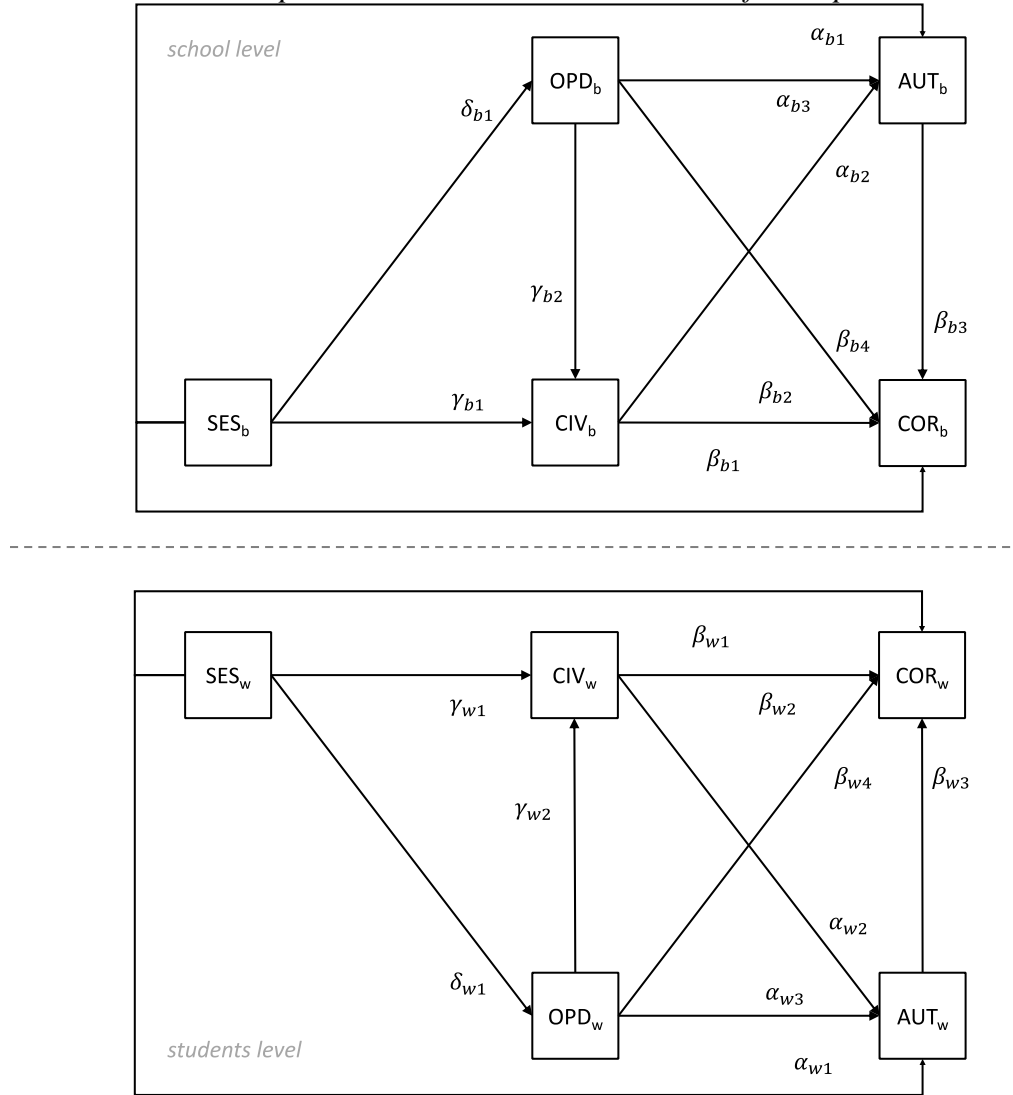 school level
α_b1
OPD_b
AUT_b
δ_b1
α_b3
α_b2
γ_b2
β_b3
β_b4
SES_b
γ_b1
CIV_b
β_b2
COR_b
β_b1
SES_w
CIV_w
β_w1
COR_w
γ_w1
β_w2
γ_w2
β_w4
β_w3
α_w2
δ_w1
α_w3
OPD_w
AUT_w
students level
α_w1